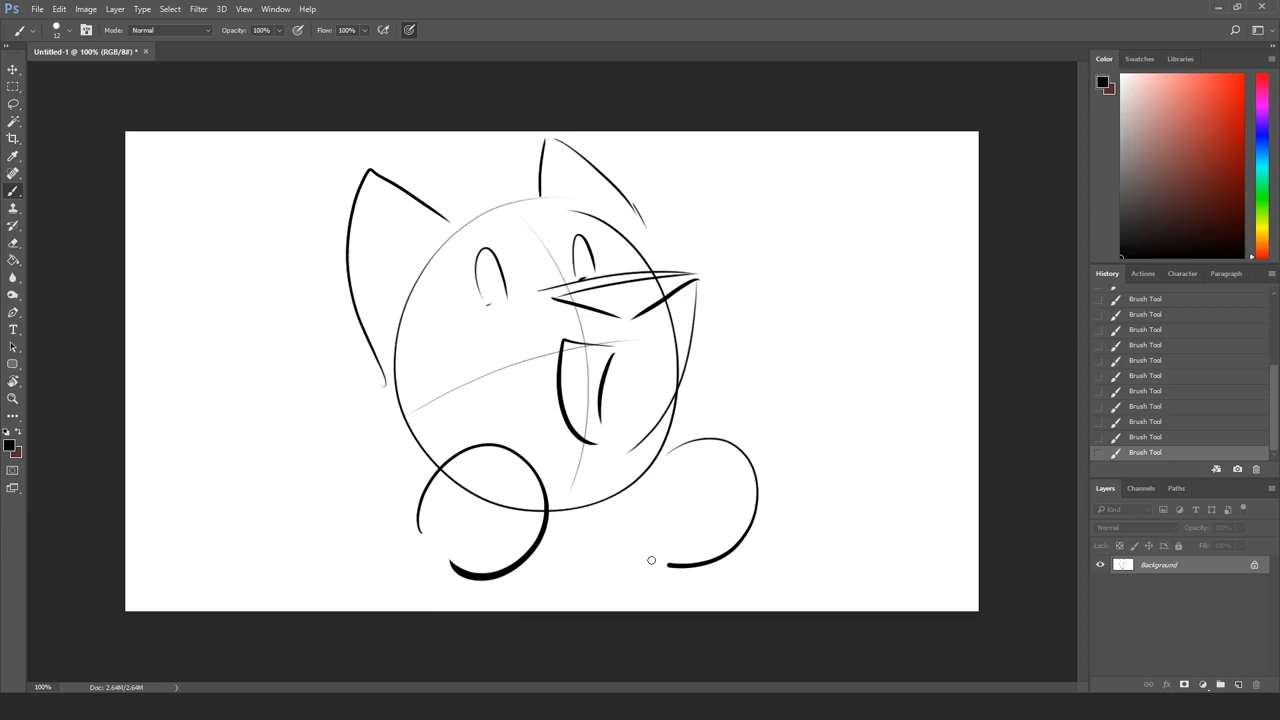 Ps File Edit Image Layer Type Select Filter 3D View Window Help
12 Mode: Normal Opacity: 100% Flow: 100%
Untitled-1 @ 100% (RGB/8#) * ×
Color Swatches Libraries
History Actions Character Paragraph
Brush Tool
Brush Tool
Brush Tool
Brush Tool
Brush Tool
Brush Tool
Brush Tool
Brush Tool
Brush Tool
Brush Tool
Brush Tool
Layers Channels Paths
Kind
Normal Opacity: 100%
Lock: Fill: 100%
Background
100% Doc: 2.64M/2.64M